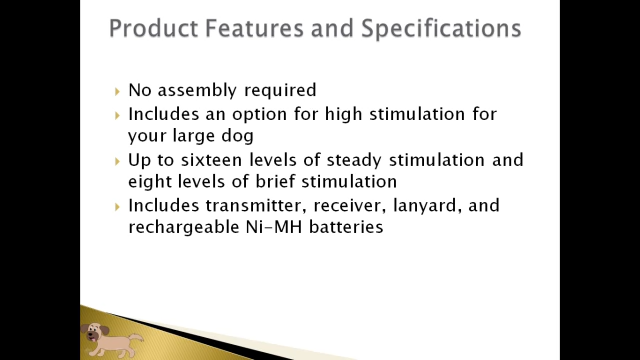 Product Features and Specifications
No assembly required
Includes an option for high stimulation for
your large dog
Up to sixteen levels of steady stimulation and
eight levels of brief stimulation
Includes transmitter, receiver, lanyard, and
rechargeable Ni-MH batteries